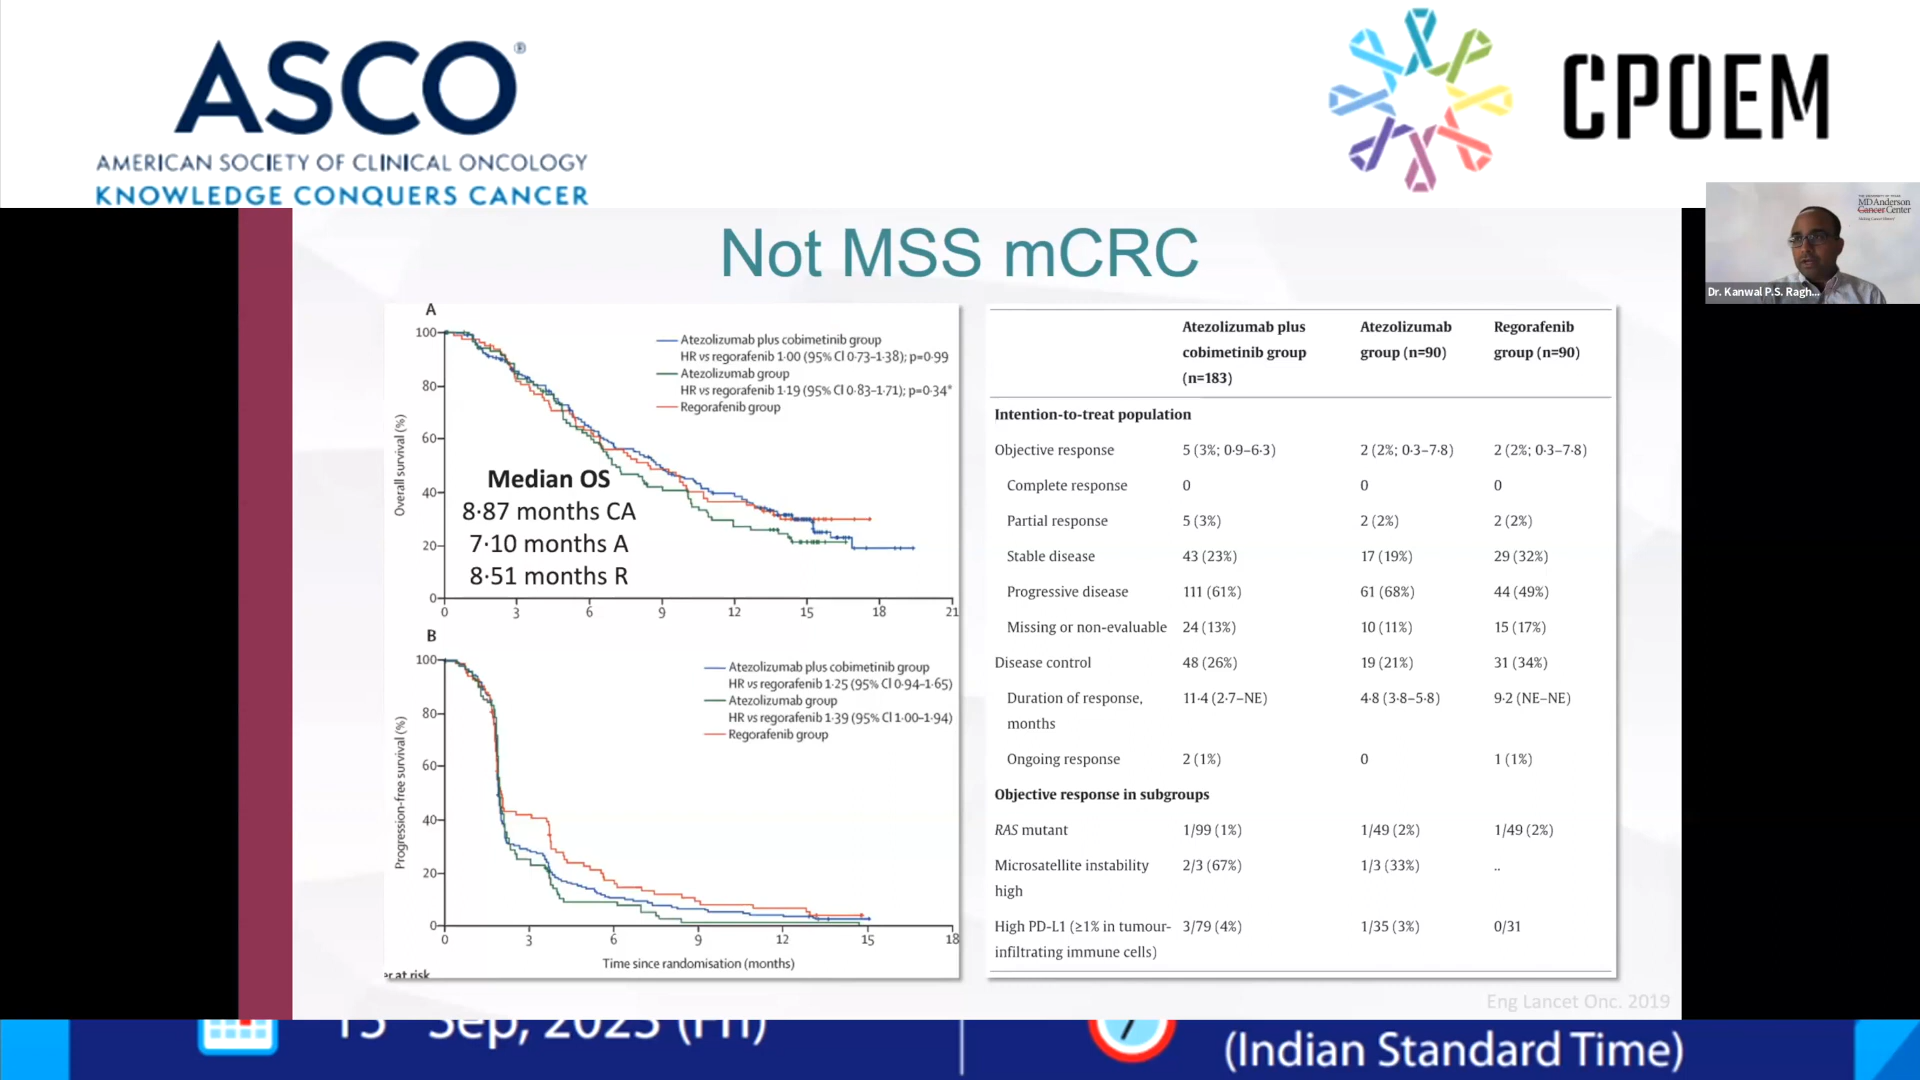 ASCO®
AMERICAN SOCIETY OF CLINICAL ONCOLOGY
KNOWLEDGE CONQUERS CANCER
CPOEM
MDAnderson
Cancer Center
Dr. Kanwal P.S. Ragh...
Not MSS mCRC
A
Overall survival (%)
100
80
60
40
20
0
0 3 6 9 12 15 18 21
Atezolizumab plus cobimetinib group
HR vs regorafenib 1·00 (95% CI 0·73–1·38); p=0·99
Atezolizumab group
HR vs regorafenib 1·19 (95% CI 0·83–1·71); p=0·34*
Regorafenib group
Median OS
8·87 months CA
7·10 months A
8·51 months R
B
Progression-free survival (%)
100
80
60
40
20
0
0 3 6 9 12 15 18
Time since randomisation (months)
Atezolizumab plus cobimetinib group
HR vs regorafenib 1·25 (95% CI 0·94–1·65)
Atezolizumab group
HR vs regorafenib 1·39 (95% CI 1·00–1·94)
Regorafenib group
er at risk
Atezolizumab plus cobimetinib group (n=183) Atezolizumab group (n=90) Regorafenib group (n=90)
Intention-to-treat population
Objective response 5 (3%; 0·9–6·3) 2 (2%; 0·3–7·8) 2 (2%; 0·3–7·8)
Complete response 0 0 0
Partial response 5 (3%) 2 (2%) 2 (2%)
Stable disease 43 (23%) 17 (19%) 29 (32%)
Progressive disease 111 (61%) 61 (68%) 44 (49%)
Missing or non-evaluable 24 (13%) 10 (11%) 15 (17%)
Disease control 48 (26%) 19 (21%) 31 (34%)
Duration of response, months 11·4 (2·7–NE) 4·8 (3·8–5·8) 9·2 (NE–NE)
Ongoing response 2 (1%) 0 1 (1%)
Objective response in subgroups
RAS mutant 1/99 (1%) 1/49 (2%) 1/49 (2%)
Microsatellite instability high 2/3 (67%) 1/3 (33%) ..
High PD-L1 (≥1% in tumour-infiltrating immune cells) 3/79 (4%) 1/35 (3%) 0/31
Eng Lancet Onc. 2019
Sep, 2023 (Fri)
(Indian Standard Time)